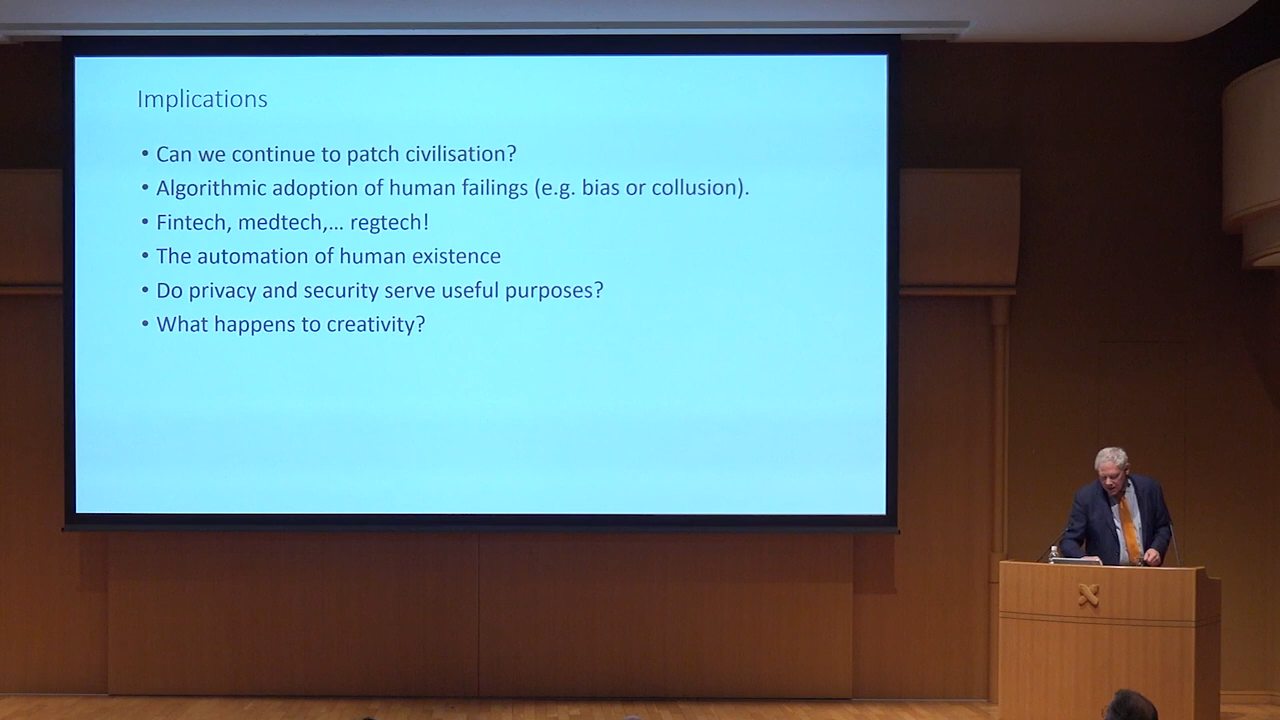 Implications
• Can we continue to patch civilisation?
• Algorithmic adoption of human failings (e.g. bias or collusion).
• Fintech, medtech,... regtech!
• The automation of human existence
• Do privacy and security serve useful purposes?
• What happens to creativity?